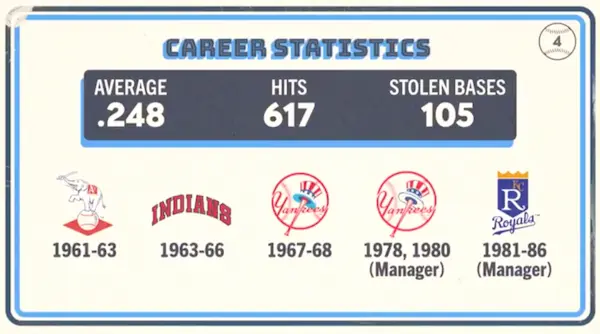 CAREER STATISTICS
4
AVERAGE HITS STOLEN BASES
.248 617 105
A
INDIANS
Yankees
Yankees
KC
R
Royals
1961-63 1963-66 1967-68 1978, 1980 1981-86
(Manager) (Manager)